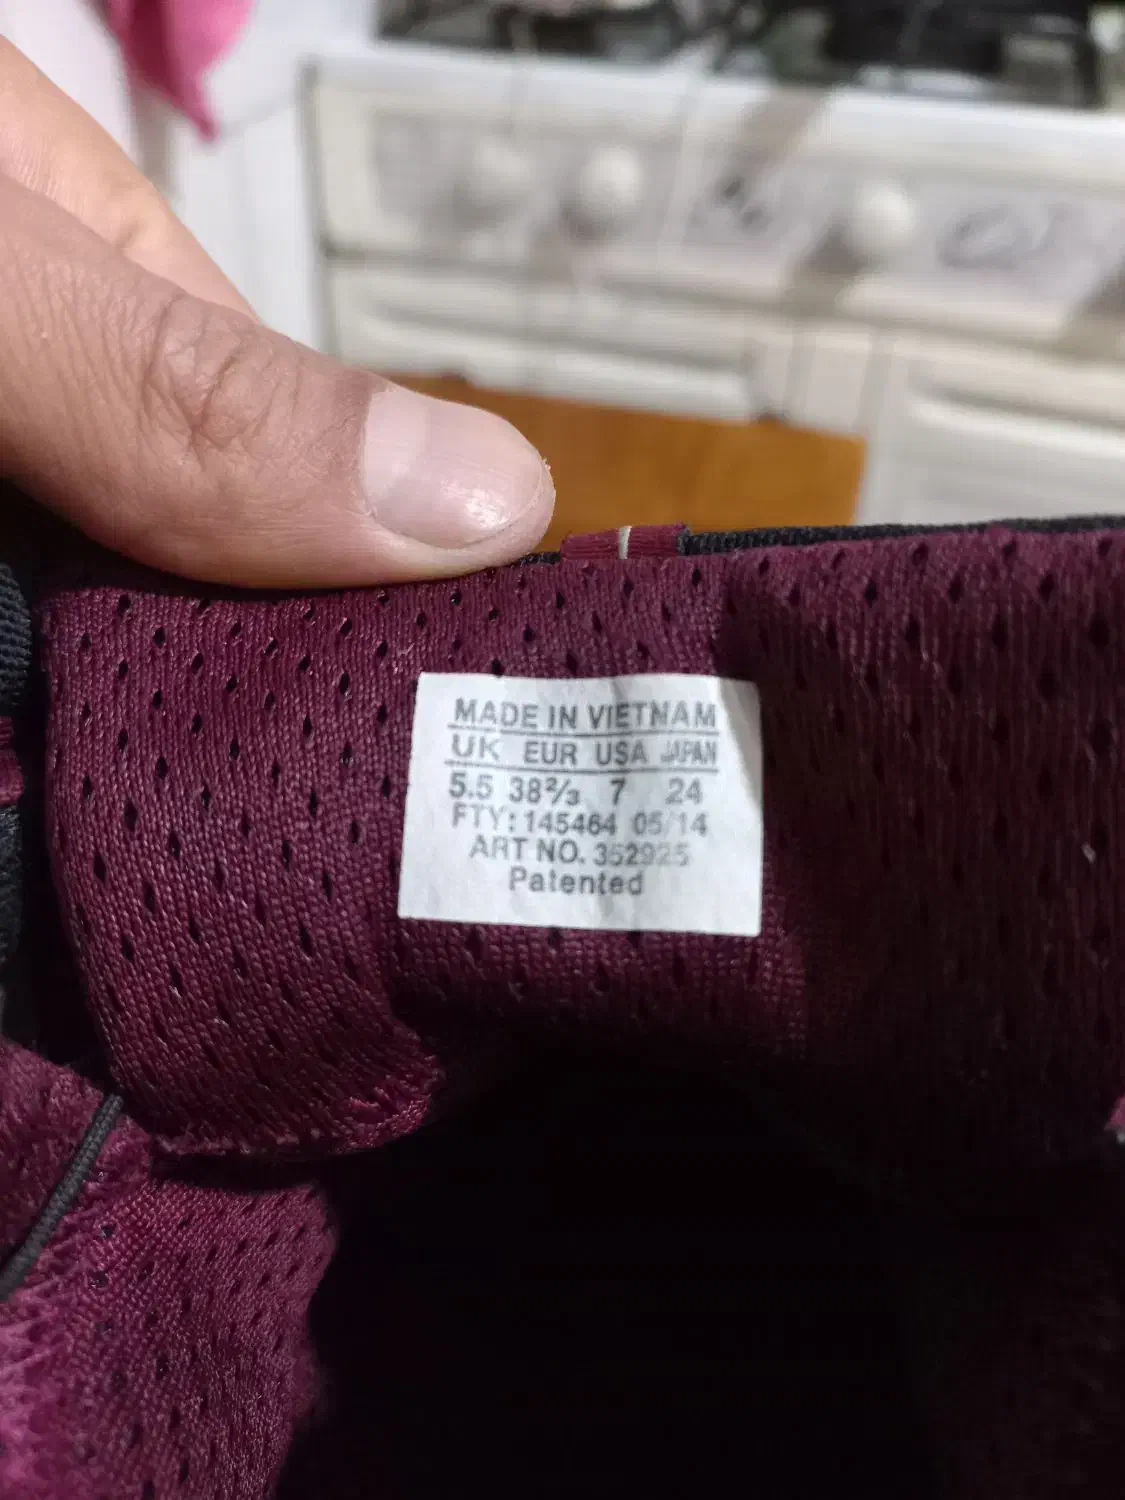 MADE IN VIETNAM
UK EUR USA JAPAN
5.5 38⅔ 7 24
FTY: 145464 05/14
ART NO. 352925
Patented